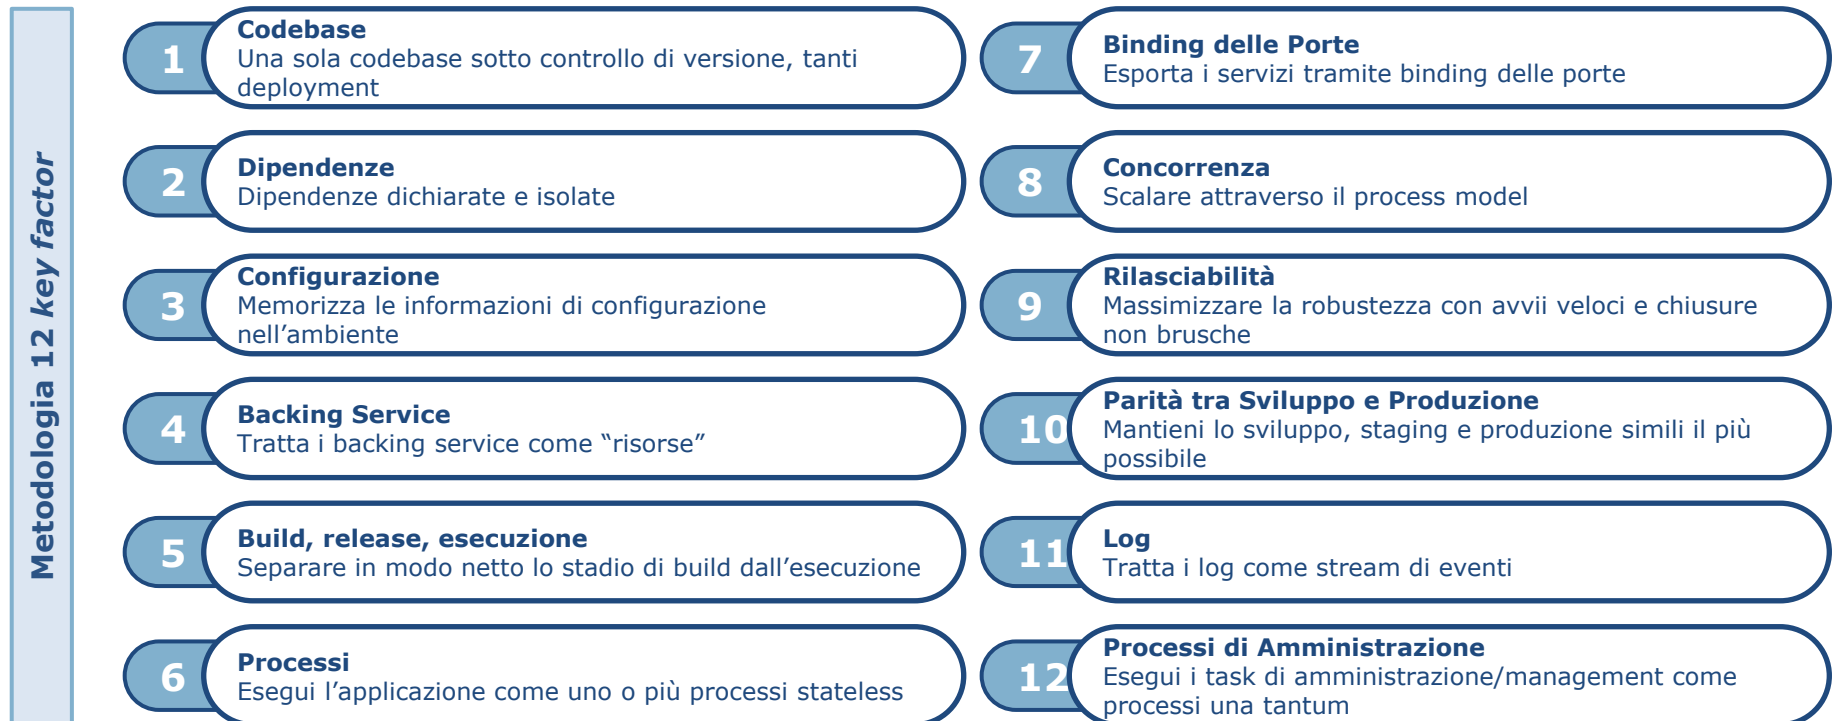 Metodologia 12 key factor
1
Codebase
Una sola codebase sotto controllo di versione, tanti
deployment
2
Dipendenze
Dipendenze dichiarate e isolate
3
Configurazione
Memorizza le informazioni di configurazione
nell’ambiente
4
Backing Service
Tratta i backing service come “risorse”
5
Build, release, esecuzione
Separare in modo netto lo stadio di build dall’esecuzione
6
Processi
Esegui l’applicazione come uno o più processi stateless
7
Binding delle Porte
Esporta i servizi tramite binding delle porte
8
Concorrenza
Scalare attraverso il process model
9
Rilasciabilità
Massimizzare la robustezza con avvii veloci e chiusure
non brusche
10
Parità tra Sviluppo e Produzione
Mantieni lo sviluppo, staging e produzione simili il più
possibile
11
Log
Tratta i log come stream di eventi
12
Processi di Amministrazione
Esegui i task di amministrazione/management come
processi una tantum